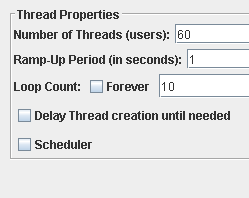 Thread Properties
Number of Threads (users): 60
Ramp-Up Period (in seconds): 1
Loop Count: Forever 10
Delay Thread creation until needed
Scheduler